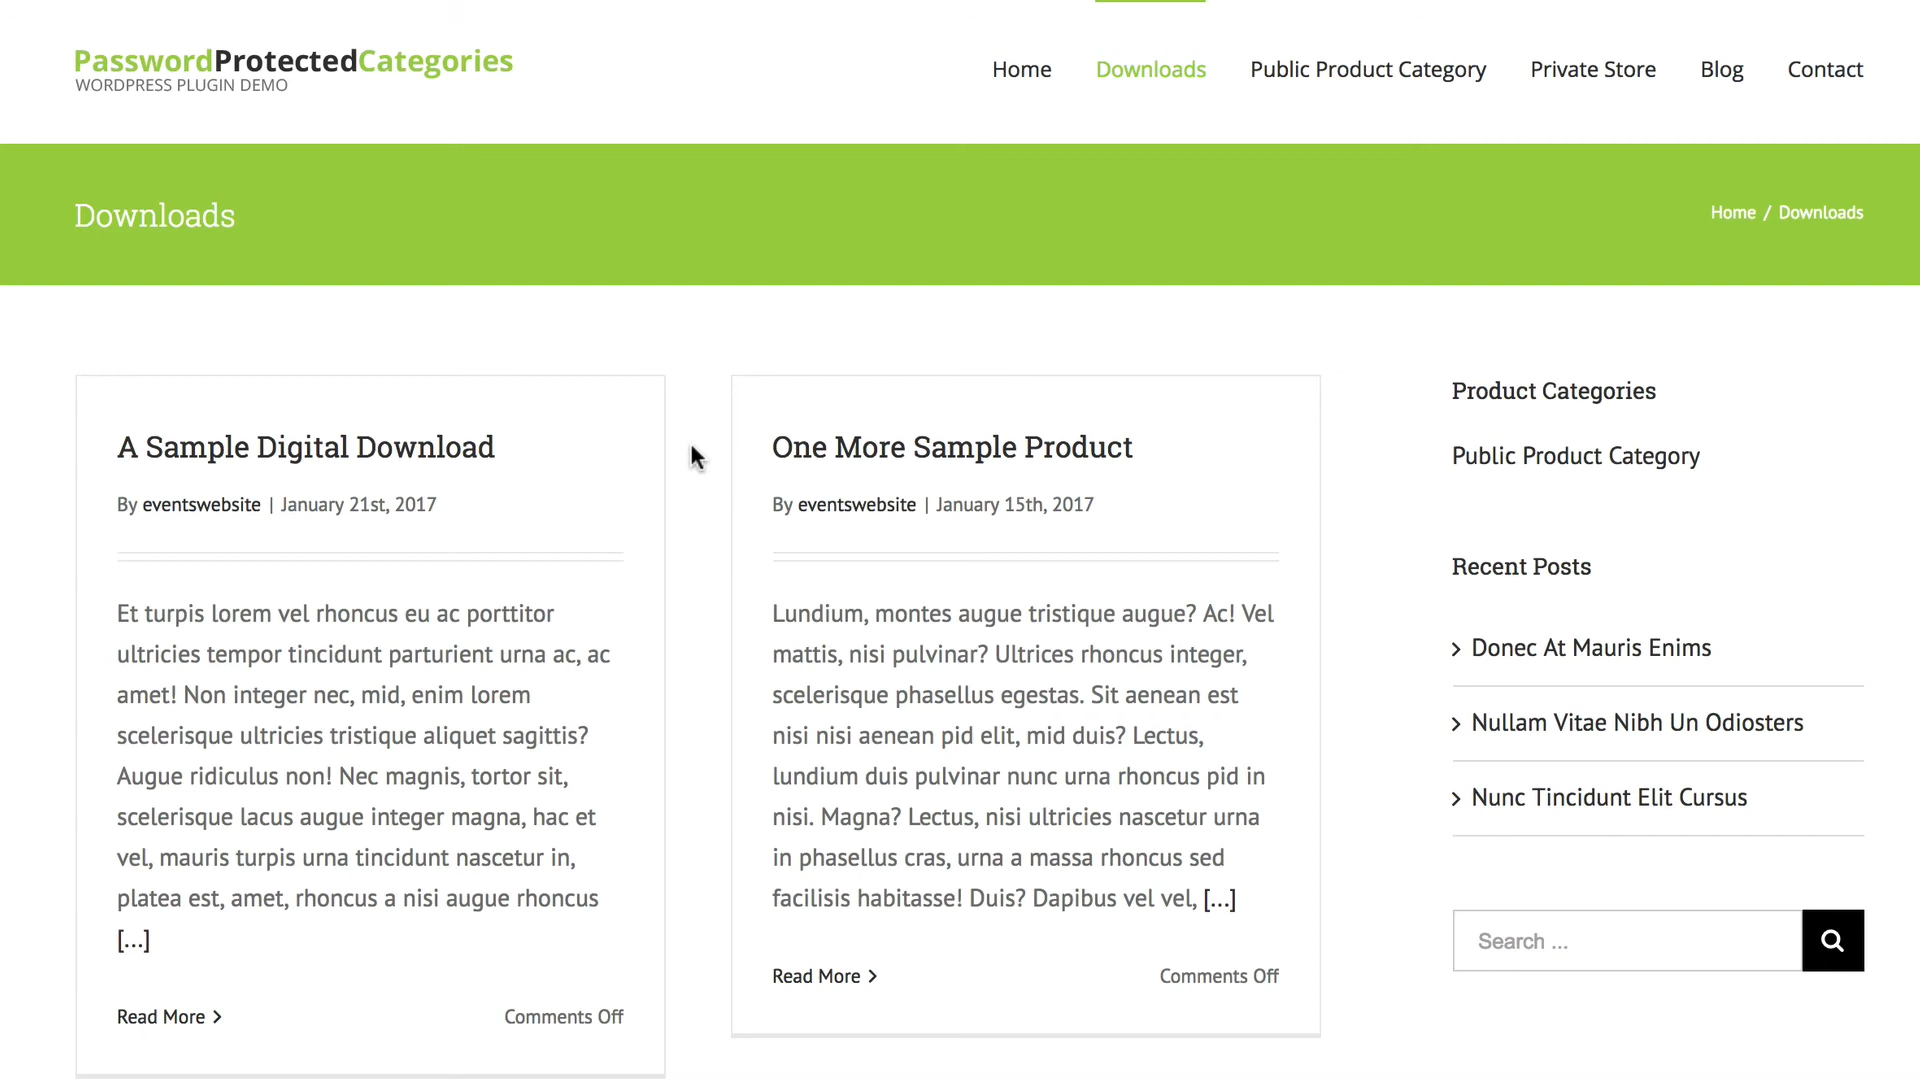 PasswordProtectedCategories
WORDPRESS PLUGIN DEMO
Home Downloads Public Product Category Private Store Blog Contact
Downloads
Home / Downloads
A Sample Digital Download
By eventswebsite | January 21st, 2017
Et turpis lorem vel rhoncus eu ac porttitor
ultricies tempor tincidunt parturient urna ac, ac
amet! Non integer nec, mid, enim lorem
scelerisque ultricies tristique aliquet sagittis?
Augue ridiculus non! Nec magnis, tortor sit,
scelerisque lacus augue integer magna, hac et
vel, mauris turpis urna tincidunt nascetur in,
platea est, amet, rhoncus a nisi augue rhoncus
[...]
Read More >
Comments Off
One More Sample Product
By eventswebsite | January 15th, 2017
Lundium, montes augue tristique augue? Ac! Vel
mattis, nisi pulvinar? Ultrices rhoncus integer,
scelerisque phasellus egestas. Sit aenean est
nisi nisi aenean pid elit, mid duis? Lectus,
lundium duis pulvinar nunc urna rhoncus pid in
nisi. Magna? Lectus, nisi ultricies nascetur urna
in phasellus cras, urna a massa rhoncus sed
facilisis habitasse! Duis? Dapibus vel vel, [...]
Read More >
Comments Off
Product Categories
Public Product Category
Recent Posts
> Donec At Mauris Enims
> Nullam Vitae Nibh Un Odiosters
> Nunc Tincidunt Elit Cursus
Search ...